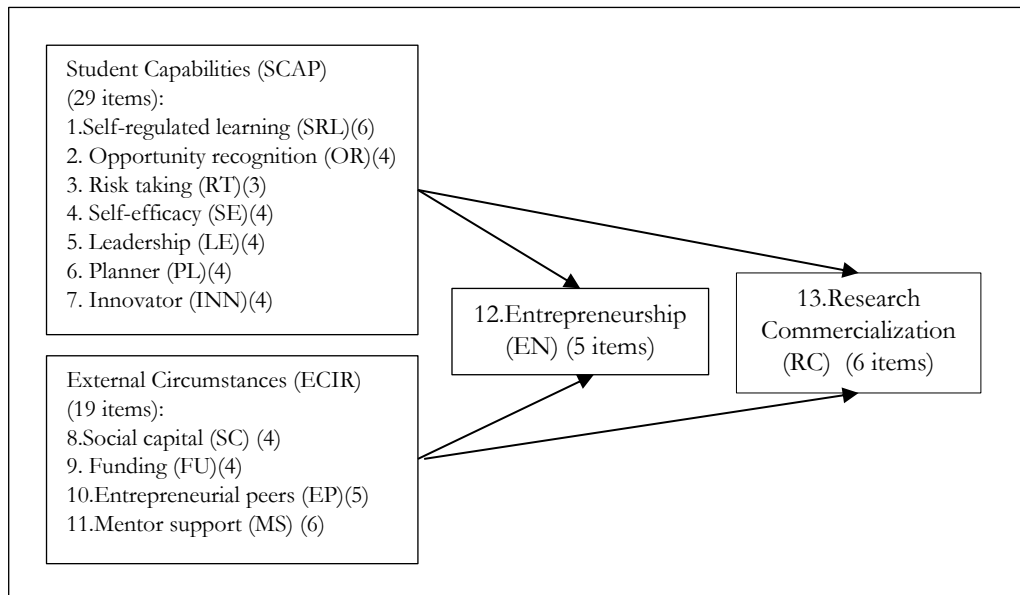 Student Capabilities (SCAP)
(29 items):
1.Self-regulated learning (SRL)(6)
2. Opportunity recognition (OR)(4)
3. Risk taking (RT)(3)
4. Self-efficacy (SE)(4)
5. Leadership (LE)(4)
6. Planner (PL)(4)
7. Innovator (INN)(4)
12.Entrepreneurship
(EN) (5 items)
13.Research
Commercialization
(RC) (6 items)
External Circumstances (ECIR)
(19 items):
8.Social capital (SC) (4)
9. Funding (FU)(4)
10.Entrepreneurial peers (EP)(5)
11.Mentor support (MS) (6)